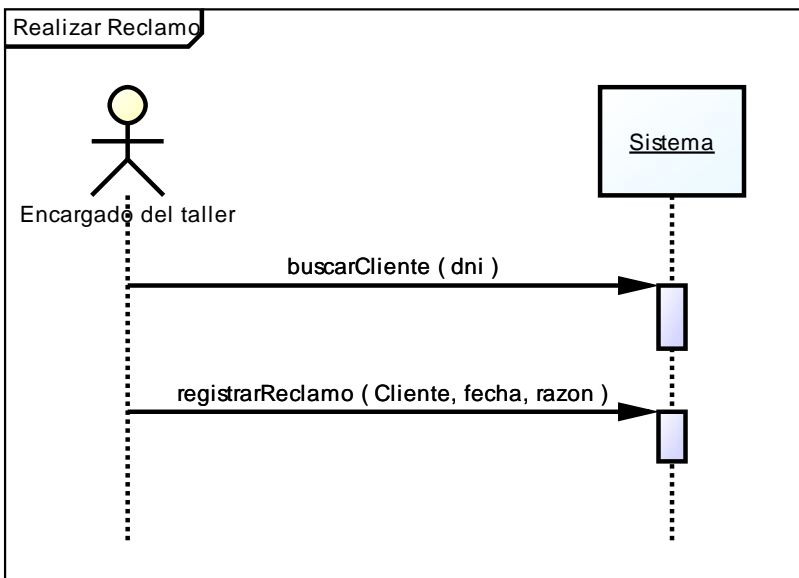 Realizar Reclamo
Sistema
Encargado del taller
buscarCliente ( dni )
registrarReclamo ( Cliente, fecha, razon )